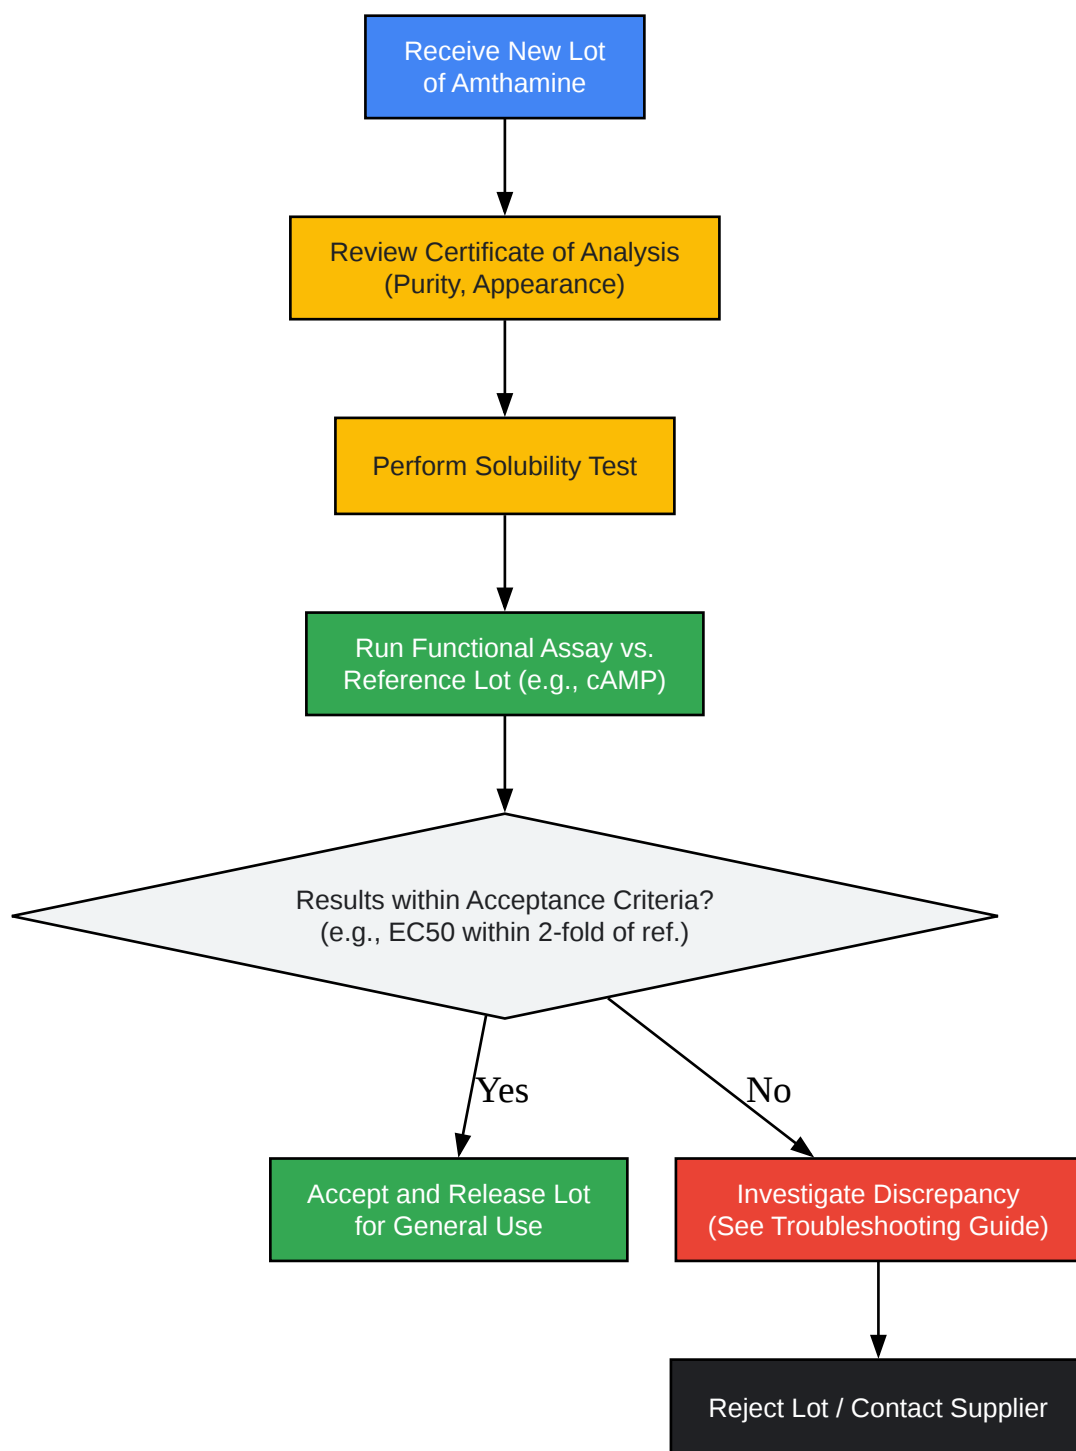 Receive New Lot
of Amthamine
Review Certificate of Analysis
(Purity, Appearance)
Perform Solubility Test
Run Functional Assay vs.
Reference Lot (e.g., cAMP)
Results within Acceptance Criteria?
(e.g., EC50 within 2-fold of ref.)
Yes
No
Accept and Release Lot
for General Use
Investigate Discrepancy
(See Troubleshooting Guide)
Reject Lot / Contact Supplier